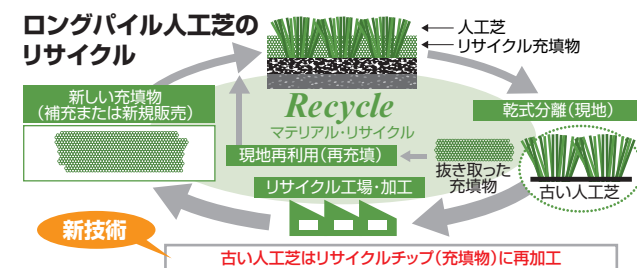 ロングパイル人工芝の
リサイクル
人工芝
リサイクル充填物
新しい充填物
(補充または新規販売)
Recycle
マテリアル・リサイクル
乾式分離(現地)
現地再利用(再充填)
抜き取った
充填物
古い人工芝
リサイクル工場・加工
新技術
古い人工芝はリサイクルチップ(充填物)に再加工